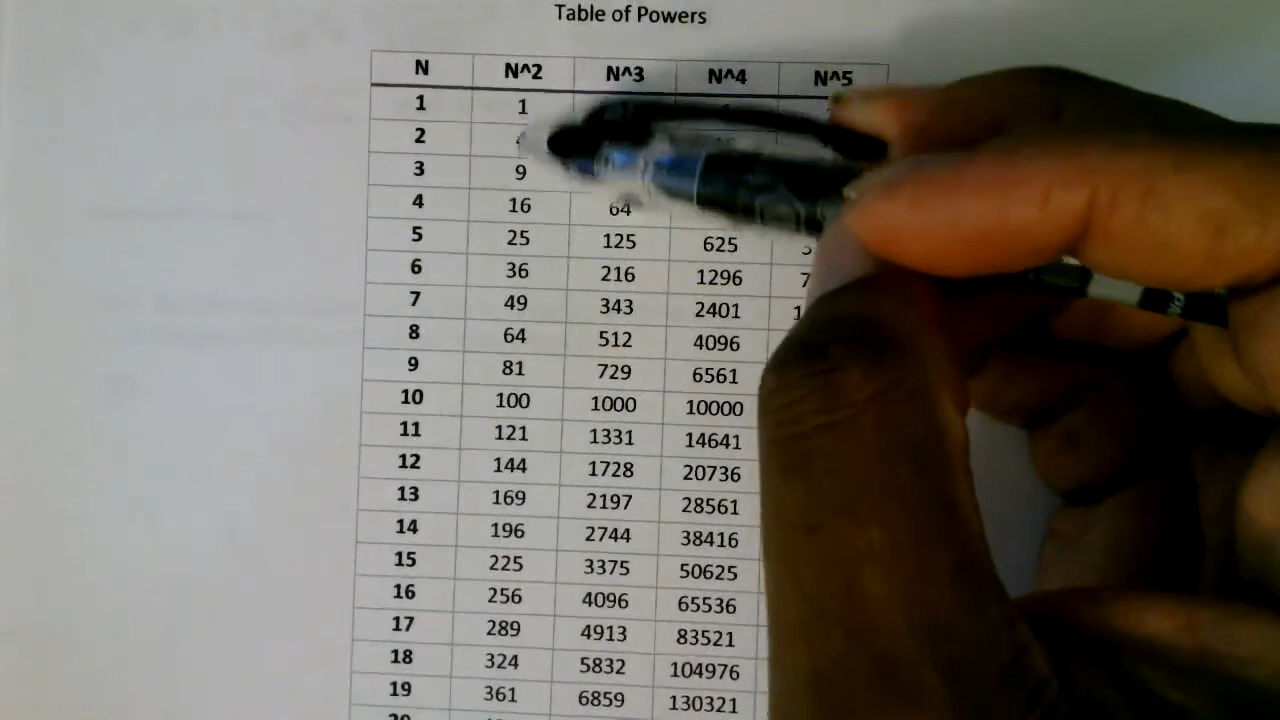 Table of Powers
N N^2 N^3 N^4 N^5
1 1
2
3 9
4 16 64
5 25 125 625
6 36 216 1296 7
7 49 343 2401 1
8 64 512 4096
9 81 729 6561
10 100 1000 10000
11 121 1331 14641
12 144 1728 20736
13 169 2197 28561
14 196 2744 38416
15 225 3375 50625
16 256 4096 65536
17 289 4913 83521
18 324 5832 104976
19 361 6859 130321